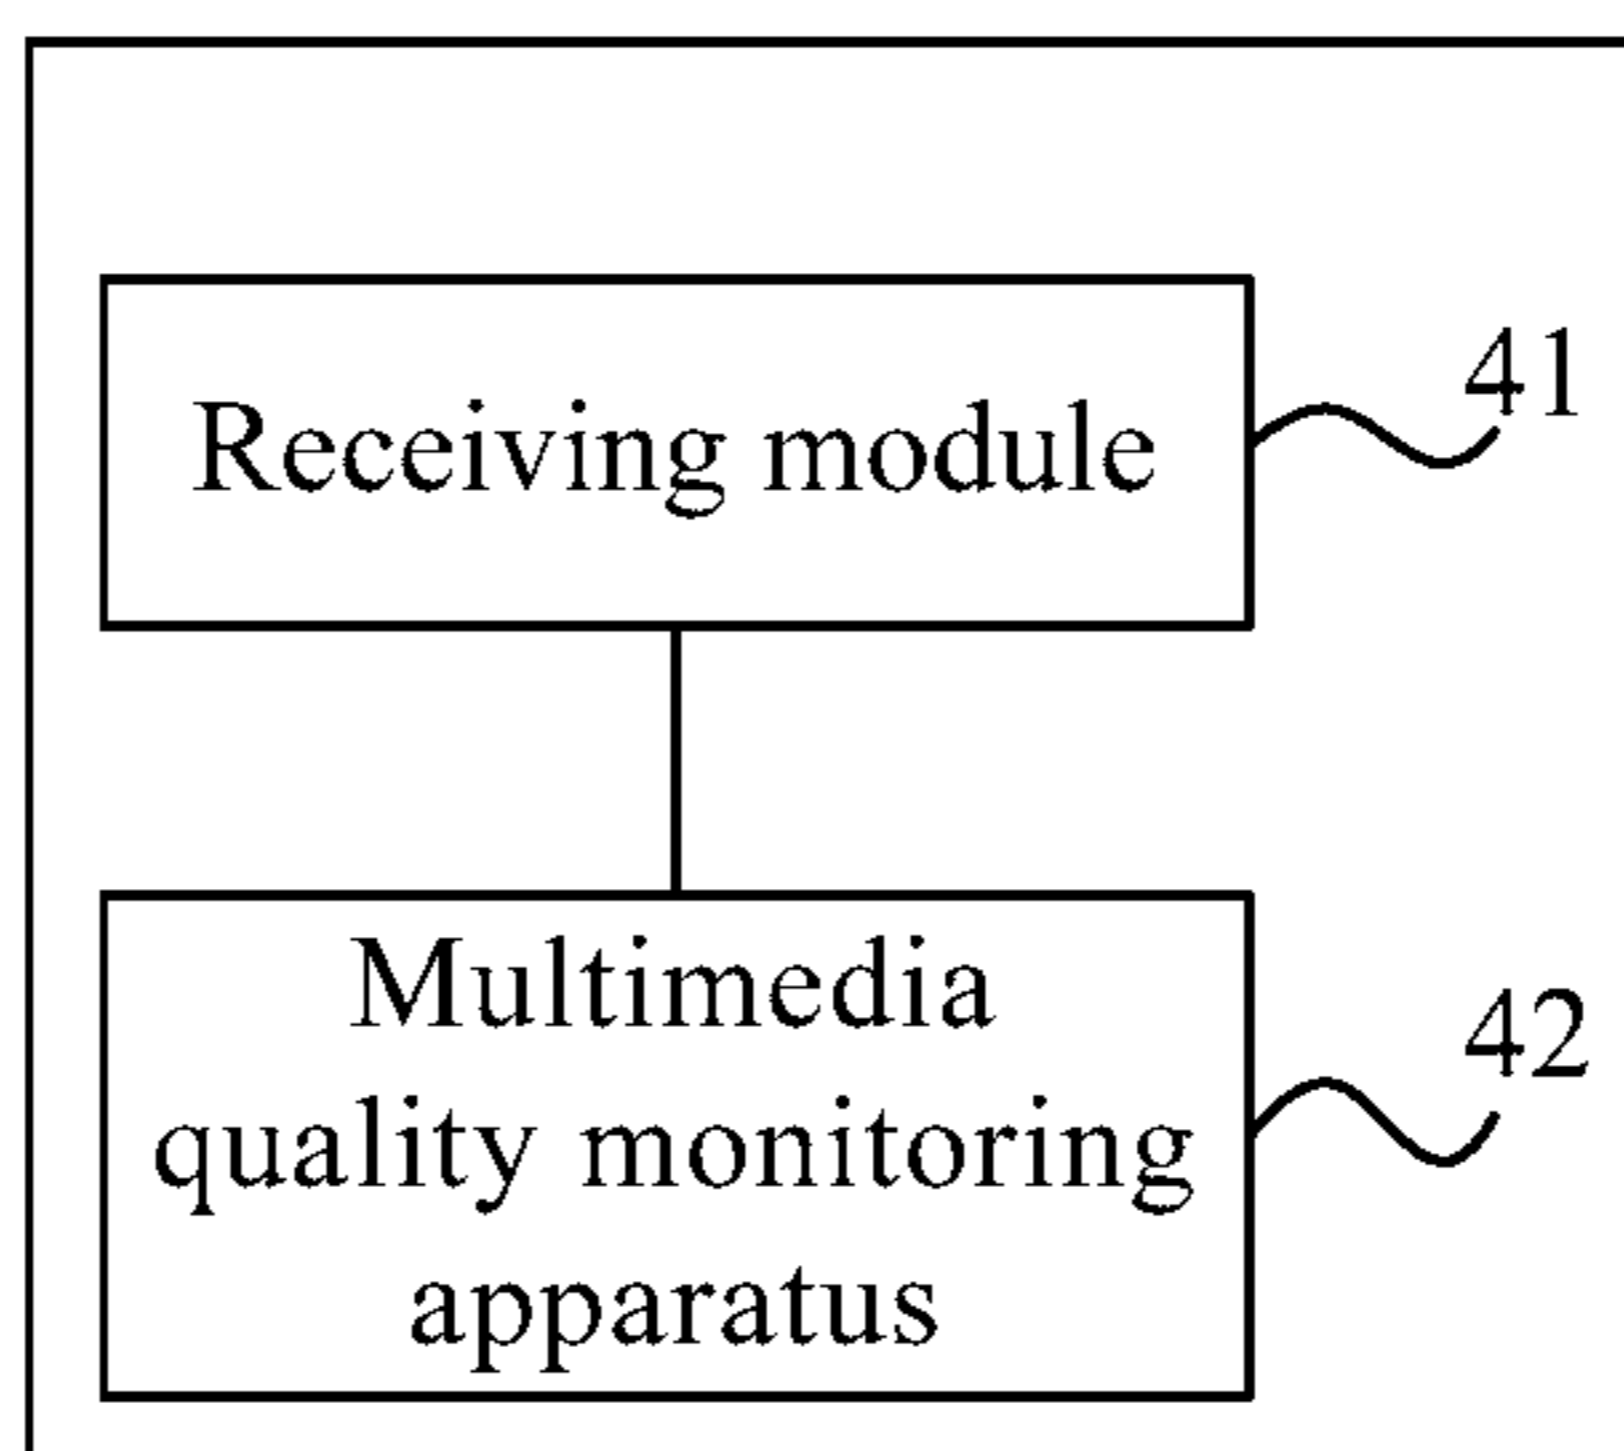 Receiving module
41
Multimedia
quality monitoring
apparatus
42